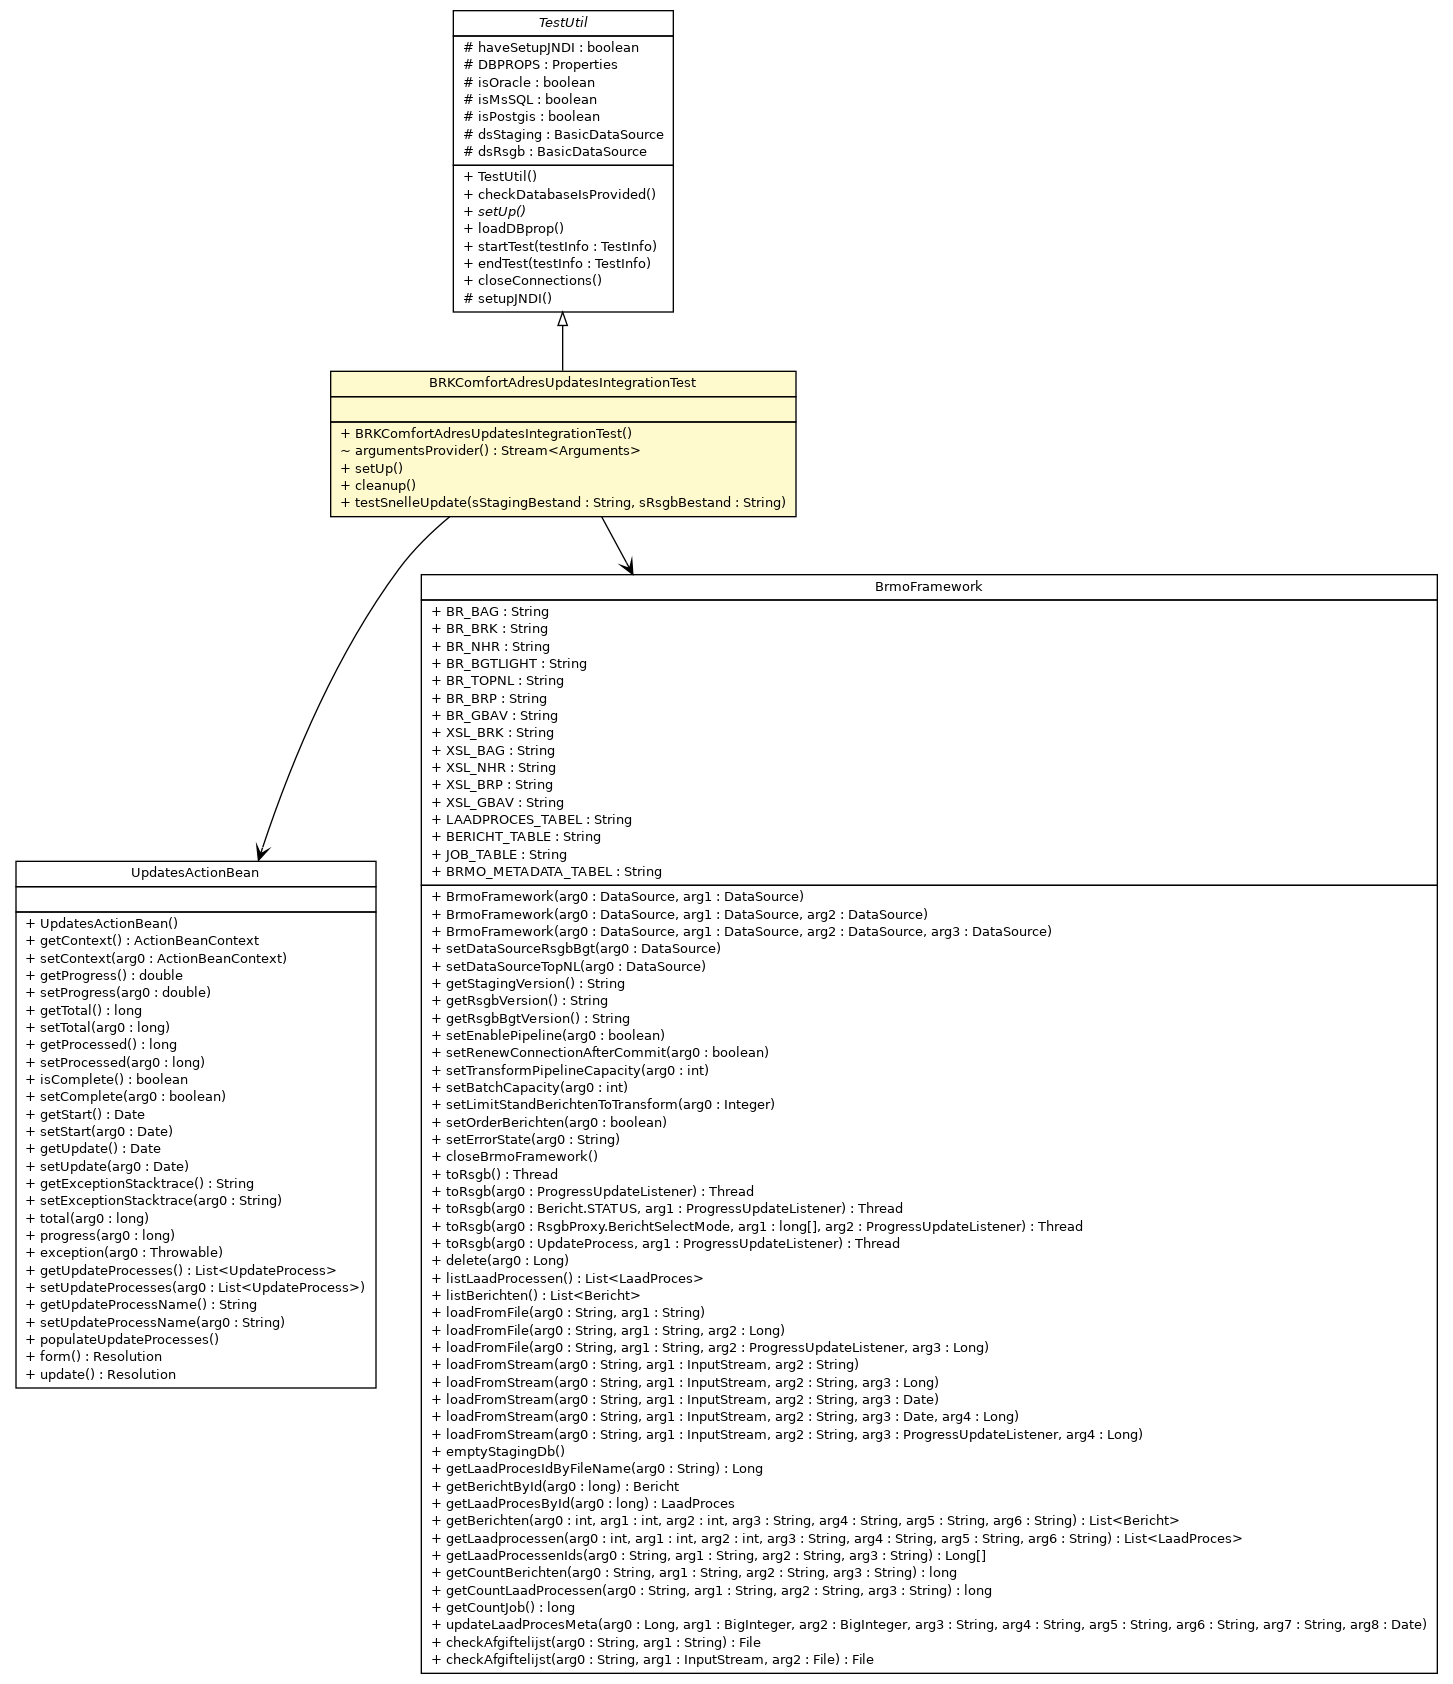 TestUtil
# haveSetupJNDI : boolean
# DBPROPS : Properties
# isOracle : boolean
# isMsSQL : boolean
# isPostgis : boolean
# dsStaging : BasicDataSource
# dsRsgb : BasicDataSource
+ TestUtil()
+ checkDatabaseIsProvided()
+ setUp()
+ loadDBprop()
+ startTest(testInfo : TestInfo)
+ endTest(testInfo : TestInfo)
+ closeConnections()
# setupJNDI()
BRKComfortAdresUpdatesIntegrationTest
+ BRKComfortAdresUpdatesIntegrationTest()
~ argumentsProvider() : Stream<Arguments>
+ setUp()
+ cleanup()
+ testSnelleUpdate(sStagingBestand : String, sRsgbBestand : String)
UpdatesActionBean
+ UpdatesActionBean()
+ getContext() : ActionBeanContext
+ setContext(arg0 : ActionBeanContext)
+ getProgress() : double
+ setProgress(arg0 : double)
+ getTotal() : long
+ setTotal(arg0 : long)
+ getProcessed() : long
+ setProcessed(arg0 : long)
+ isComplete() : boolean
+ setComplete(arg0 : boolean)
+ getStart() : Date
+ setStart(arg0 : Date)
+ getUpdate() : Date
+ setUpdate(arg0 : Date)
+ getExceptionStacktrace() : String
+ setExceptionStacktrace(arg0 : String)
+ total(arg0 : long)
+ progress(arg0 : long)
+ exception(arg0 : Throwable)
+ getUpdateProcesses() : List<UpdateProcess>
+ setUpdateProcesses(arg0 : List<UpdateProcess>)
+ getUpdateProcessName() : String
+ setUpdateProcessName(arg0 : String)
+ populateUpdateProcesses()
+ form() : Resolution
+ update() : Resolution
BrmoFramework
+ BR_BAG : String
+ BR_BRK : String
+ BR_NHR : String
+ BR_BGTLIGHT : String
+ BR_TOPNL : String
+ BR_BRP : String
+ BR_GBAV : String
+ XSL_BRK : String
+ XSL_BAG : String
+ XSL_NHR : String
+ XSL_BRP : String
+ XSL_GBAV : String
+ LAADPROCES_TABEL : String
+ BERICHT_TABLE : String
+ JOB_TABLE : String
+ BRMO_METADATA_TABEL : String
+ BrmoFramework(arg0 : DataSource, arg1 : DataSource)
+ BrmoFramework(arg0 : DataSource, arg1 : DataSource, arg2 : DataSource)
+ BrmoFramework(arg0 : DataSource, arg1 : DataSource, arg2 : DataSource, arg3 : DataSource)
+ setDataSourceRsgbBgt(arg0 : DataSource)
+ setDataSourceTopNL(arg0 : DataSource)
+ getStagingVersion() : String
+ getRsgbVersion() : String
+ getRsgbBgtVersion() : String
+ setEnablePipeline(arg0 : boolean)
+ setRenewConnectionAfterCommit(arg0 : boolean)
+ setTransformPipelineCapacity(arg0 : int)
+ setBatchCapacity(arg0 : int)
+ setLimitStandBerichtenToTransform(arg0 : Integer)
+ setOrderBerichten(arg0 : boolean)
+ setErrorState(arg0 : String)
+ closeBrmoFramework()
+ toRsgb() : Thread
+ toRsgb(arg0 : ProgressUpdateListener) : Thread
+ toRsgb(arg0 : Bericht.STATUS, arg1 : ProgressUpdateListener) : Thread
+ toRsgb(arg0 : RsgbProxy.BerichtSelectMode, arg1 : long[], arg2 : ProgressUpdateListener) : Thread
+ toRsgb(arg0 : UpdateProcess, arg1 : ProgressUpdateListener) : Thread
+ delete(arg0 : Long)
+ listLaadProcessen() : List<LaadProces>
+ listBerichten() : List<Bericht>
+ loadFromFile(arg0 : String, arg1 : String)
+ loadFromFile(arg0 : String, arg1 : String, arg2 : Long)
+ loadFromFile(arg0 : String, arg1 : String, arg2 : ProgressUpdateListener, arg3 : Long)
+ loadFromStream(arg0 : String, arg1 : InputStream, arg2 : String)
+ loadFromStream(arg0 : String, arg1 : InputStream, arg2 : String, arg3 : Long)
+ loadFromStream(arg0 : String, arg1 : InputStream, arg2 : String, arg3 : Date)
+ loadFromStream(arg0 : String, arg1 : InputStream, arg2 : String, arg3 : Date, arg4 : Long)
+ loadFromStream(arg0 : String, arg1 : InputStream, arg2 : String, arg3 : ProgressUpdateListener, arg4 : Long)
+ emptyStagingDb()
+ getLaadProcesIdByFileName(arg0 : String) : Long
+ getBerichtById(arg0 : long) : Bericht
+ getLaadProcesById(arg0 : long) : LaadProces
+ getBerichten(arg0 : int, arg1 : int, arg2 : int, arg3 : String, arg4 : String, arg5 : String, arg6 : String) : List<Bericht>
+ getLaadprocessen(arg0 : int, arg1 : int, arg2 : int, arg3 : String, arg4 : String, arg5 : String, arg6 : String) : List<LaadProces>
+ getLaadProcessenIds(arg0 : String, arg1 : String, arg2 : String, arg3 : String) : Long[]
+ getCountBerichten(arg0 : String, arg1 : String, arg2 : String, arg3 : String) : long
+ getCountLaadProcessen(arg0 : String, arg1 : String, arg2 : String, arg3 : String) : long
+ getCountJob() : long
+ updateLaadProcesMeta(arg0 : Long, arg1 : BigInteger, arg2 : BigInteger, arg3 : String, arg4 : String, arg5 : String, arg6 : String, arg7 : String, arg8 : Date)
+ checkAfgiftelijst(arg0 : String, arg1 : String) : File
+ checkAfgiftelijst(arg0 : String, arg1 : InputStream, arg2 : File) : File